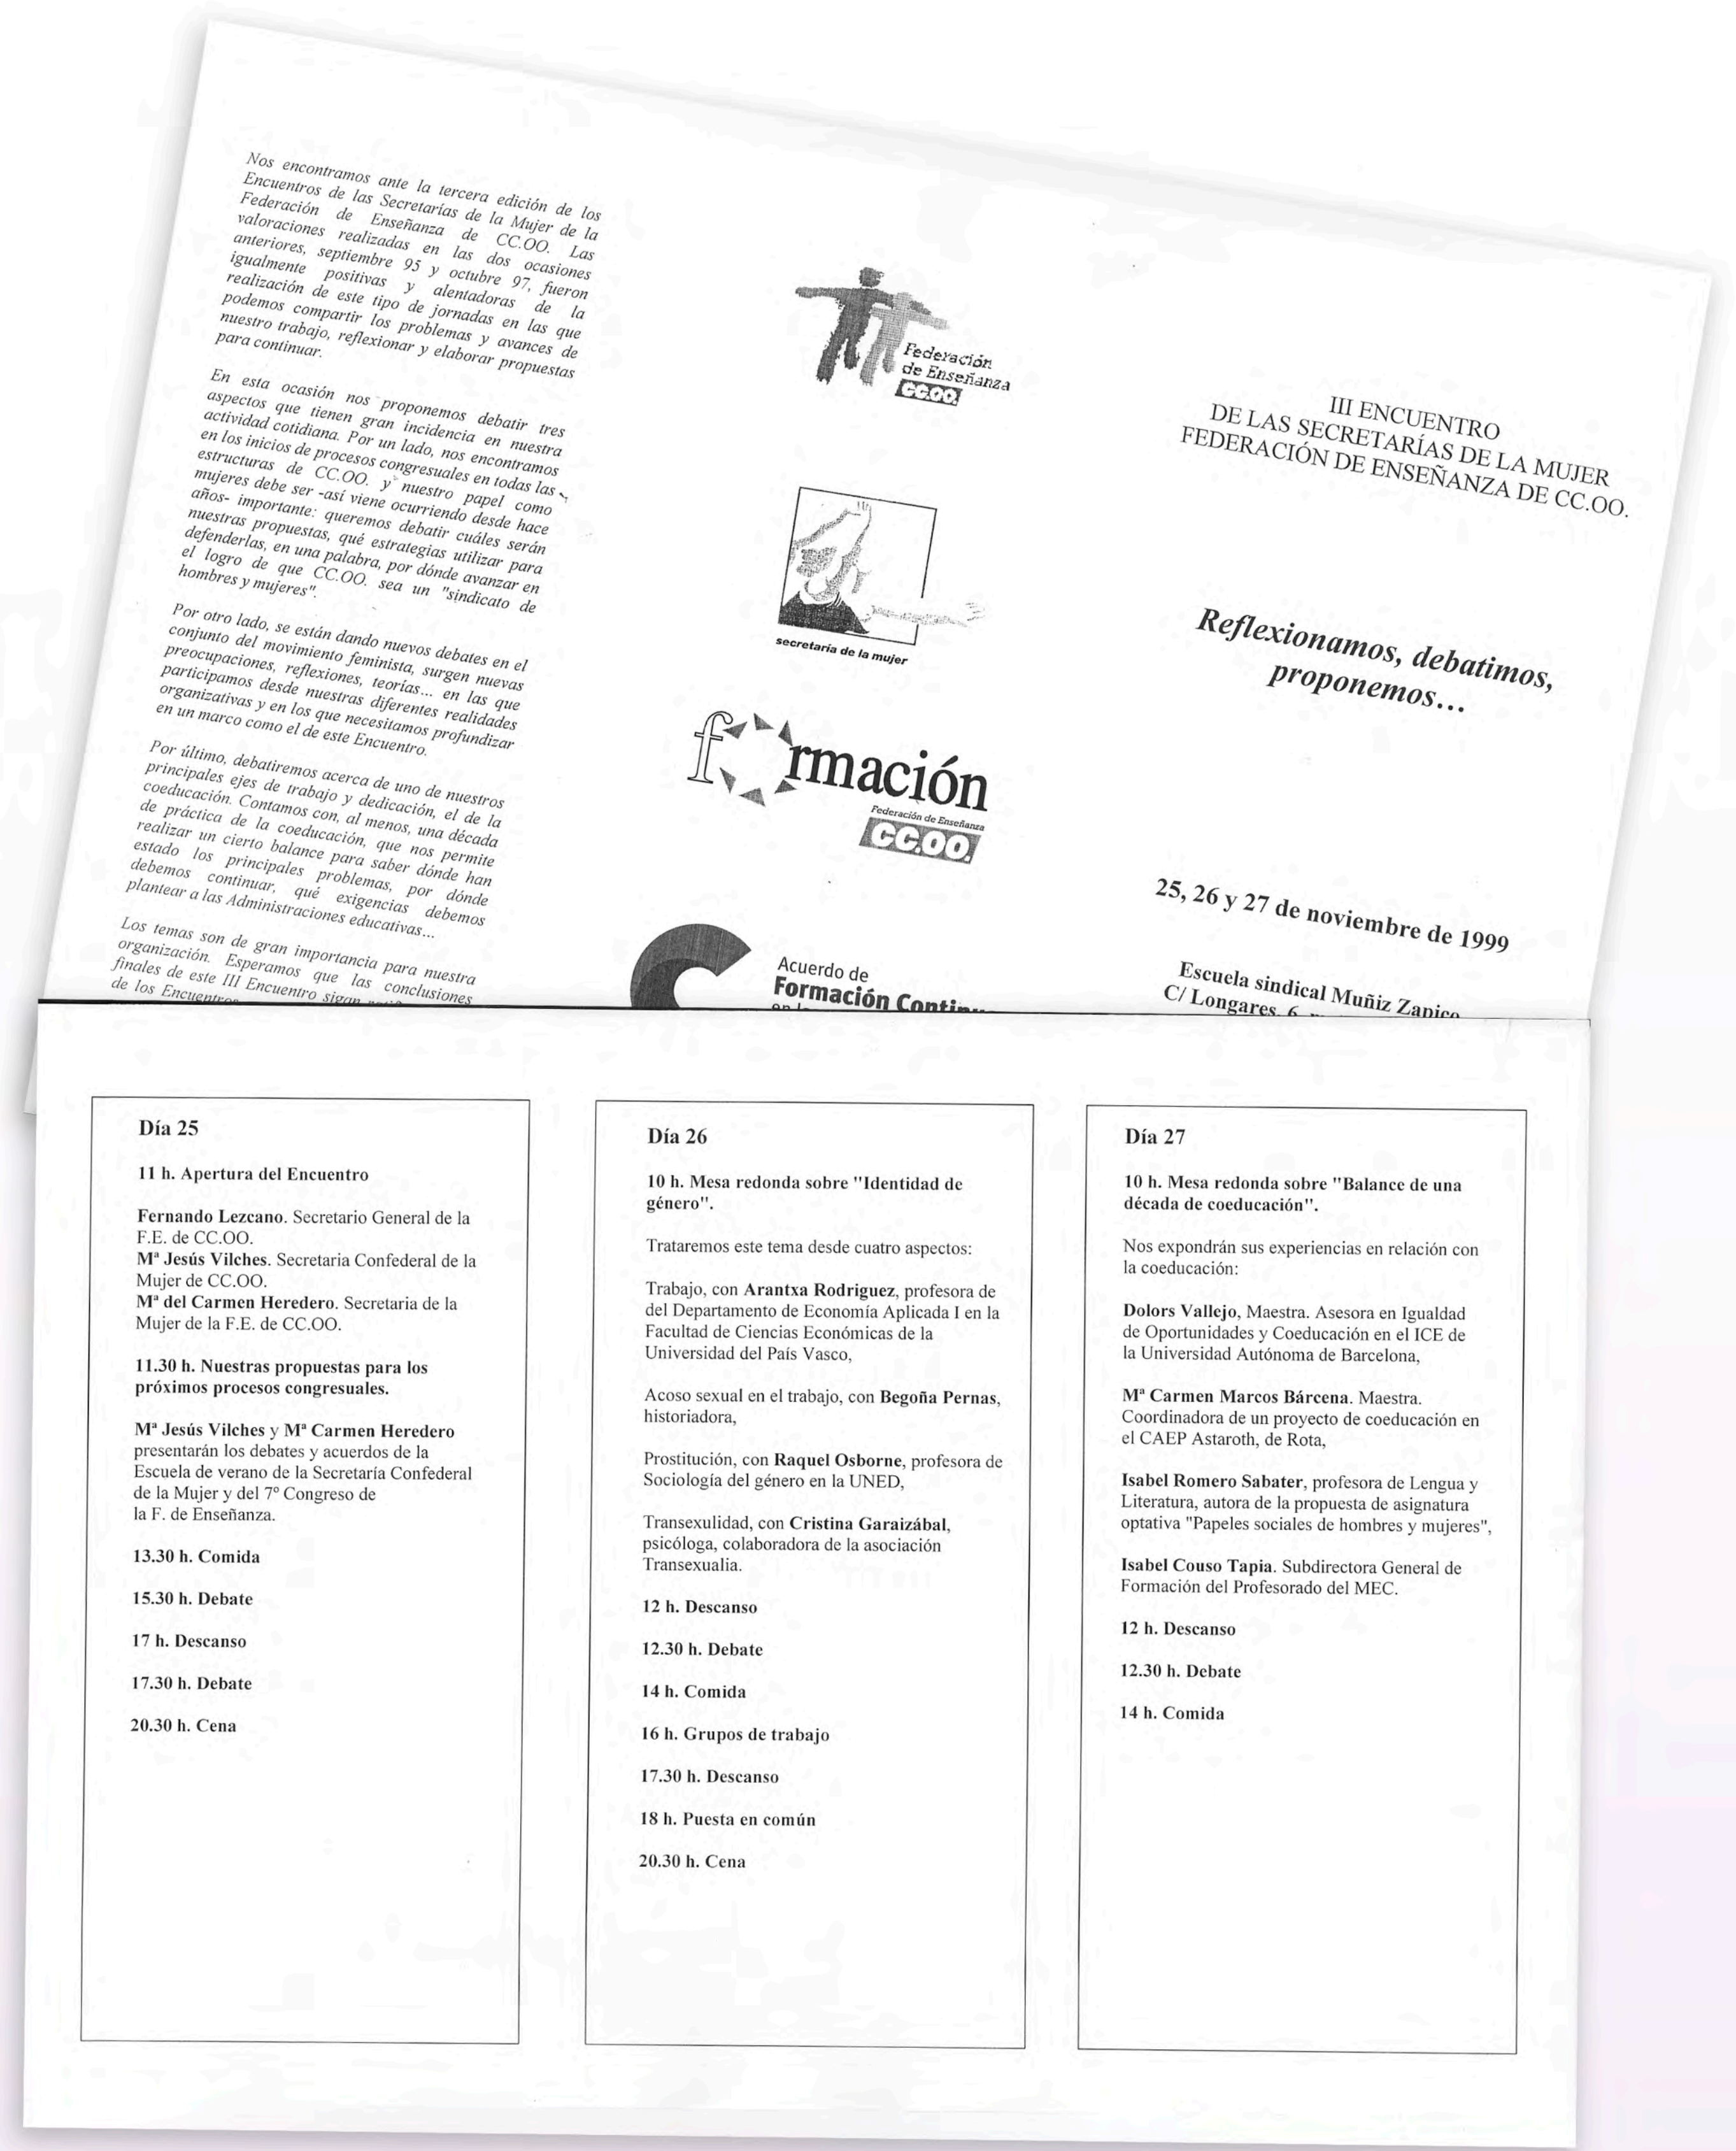 Nos encontramos ante la tercera edición de los
Encuentros de las Secretarías de la Mujer de la
Federación de Enseñanza de CC.OO. Las
valoraciones realizadas en las dos ocasiones
anteriores, septiembre 95 y octubre 97, fueron
igualmente positivas y alentadoras de la
realización de este tipo de jornadas en las que
podemos compartir los problemas y avances de
nuestro trabajo, reflexionar y elaborar propuestas
para continuar.
En esta ocasión nos proponemos debatir tres
aspectos que tienen gran incidencia en nuestra
actividad cotidiana. Por un lado, nos encontramos
en los inicios de procesos congresuales en todas las
estructuras de CC.OO. y nuestro papel como
mujeres debe ser -así viene ocurriendo desde hace
años- importante: queremos debatir cuáles serán
nuestras propuestas, qué estrategias utilizar para
defenderlas, en una palabra, por dónde avanzar en
el logro de que CC.OO. sea un "sindicato de
hombres y mujeres".
Por otro lado, se están dando nuevos debates en el
conjunto del movimiento feminista, surgen nuevas
preocupaciones, reflexiones, teorías... en las que
participamos desde nuestras diferentes realidades
organizativas y en los que necesitamos profundizar
en un marco como el de este Encuentro.
Por último, debatiremos acerca de uno de nuestros
principales ejes de trabajo y dedicación, el de la
coeducación. Contamos con, al menos, una década
de práctica de la coeducación, que nos permite
realizar un cierto balance para saber dónde han
estado los principales problemas, por dónde
debemos continuar, qué exigencias debemos
plantear a las Administraciones educativas...
Los temas son de gran importancia para nuestra
organización. Esperamos que las conclusiones
finales de este III Encuentro sigan
de los Encuentros
Federación
de Enseñanza
CC.OO.
secretaría de la mujer
formación
Federación de Enseñanza
CC.OO.
Acuerdo de
Formación Contin
III ENCUENTRO
DE LAS SECRETARÍAS DE LA MUJER
FEDERACIÓN DE ENSEÑANZA DE CC.OO.
Reflexionamos, debatimos,
proponemos...
25, 26 y 27 de noviembre de 1999
Escuela sindical Muñiz Zapico
C/ Longares, 6
Día 25
11 h. Apertura del Encuentro
Fernando Lezcano. Secretario General de la
F.E. de CC.OO.
Mª Jesús Vilches. Secretaria Confederal de la
Mujer de CC.OO.
Mª del Carmen Heredero. Secretaria de la
Mujer de la F.E. de CC.OO.
11.30 h. Nuestras propuestas para los
próximos procesos congresuales.
Mª Jesús Vilches y Mª Carmen Heredero
presentarán los debates y acuerdos de la
Escuela de verano de la Secretaría Confederal
de la Mujer y del 7º Congreso de
la F. de Enseñanza.
13.30 h. Comida
15.30 h. Debate
17 h. Descanso
17.30 h. Debate
20.30 h. Cena
Día 26
10 h. Mesa redonda sobre "Identidad de
género".
Trataremos este tema desde cuatro aspectos:
Trabajo, con Arantxa Rodriguez, profesora de
del Departamento de Economía Aplicada I en la
Facultad de Ciencias Económicas de la
Universidad del País Vasco,
Acoso sexual en el trabajo, con Begoña Pernas,
historiadora,
Prostitución, con Raquel Osborne, profesora de
Sociología del género en la UNED,
Transexulidad, con Cristina Garaizábal,
psicóloga, colaboradora de la asociación
Transexualia.
12 h. Descanso
12.30 h. Debate
14 h. Comida
16 h. Grupos de trabajo
17.30 h. Descanso
18 h. Puesta en común
20.30 h. Cena
Día 27
10 h. Mesa redonda sobre "Balance de una
década de coeducación".
Nos expondrán sus experiencias en relación con
la coeducación:
Dolors Vallejo, Maestra. Asesora en Igualdad
de Oportunidades y Coeducación en el ICE de
la Universidad Autónoma de Barcelona,
Mª Carmen Marcos Bárcena. Maestra.
Coordinadora de un proyecto de coeducación en
el CAEP Astaroth, de Rota,
Isabel Romero Sabater, profesora de Lengua y
Literatura, autora de la propuesta de asignatura
optativa "Papeles sociales de hombres y mujeres",
Isabel Couso Tapia. Subdirectora General de
Formación del Profesorado del MEC.
12 h. Descanso
12.30 h. Debate
14 h. Comida